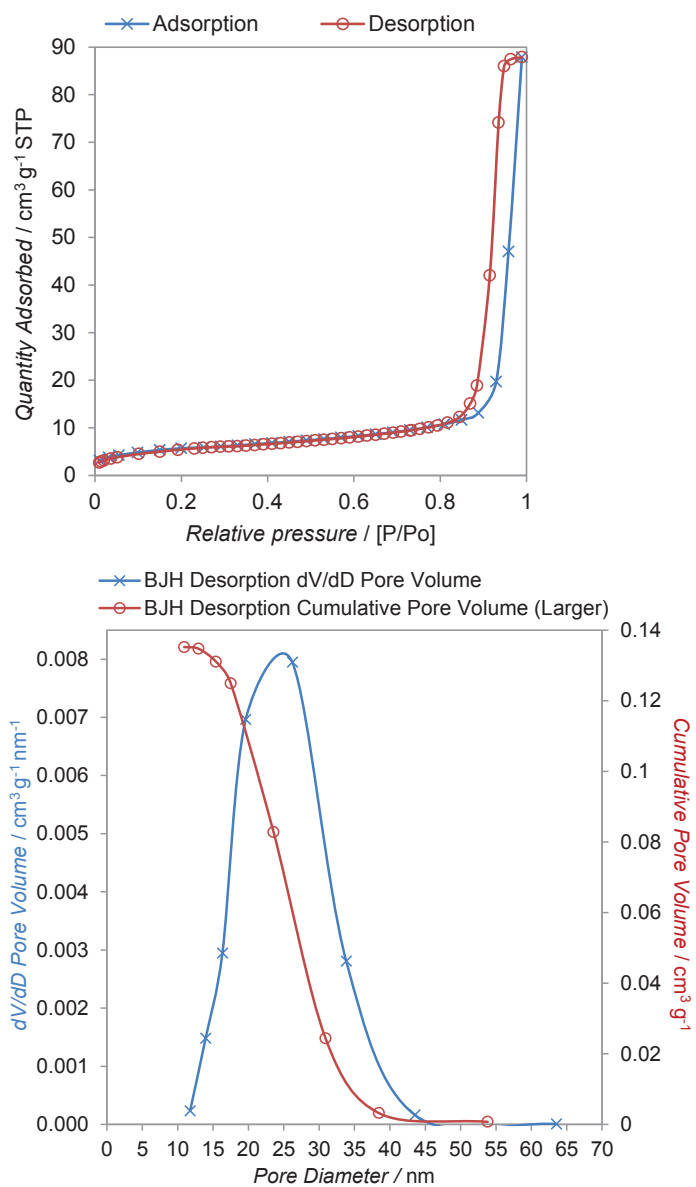 Adsorption Desorption
Quantity Adsorbed / cm³ g⁻¹ STP
90
80
70
60
50
40
30
20
10
0
0 0.2 0.4 0.6 0.8 1
Relative pressure / [P/Po]
BJH Desorption dV/dD Pore Volume
BJH Desorption Cumulative Pore Volume (Larger)
dV/dD Pore Volume / cm³ g⁻¹ nm⁻¹
0.008
0.007
0.006
0.005
0.004
0.003
0.002
0.001
0.000
0.14
0.12
0.1
0.08
0.06
0.04
0.02
0
Cumulative Pore Volume / cm³ g⁻¹
0 5 10 15 20 25 30 35 40 45 50 55 60 65 70
Pore Diameter / nm